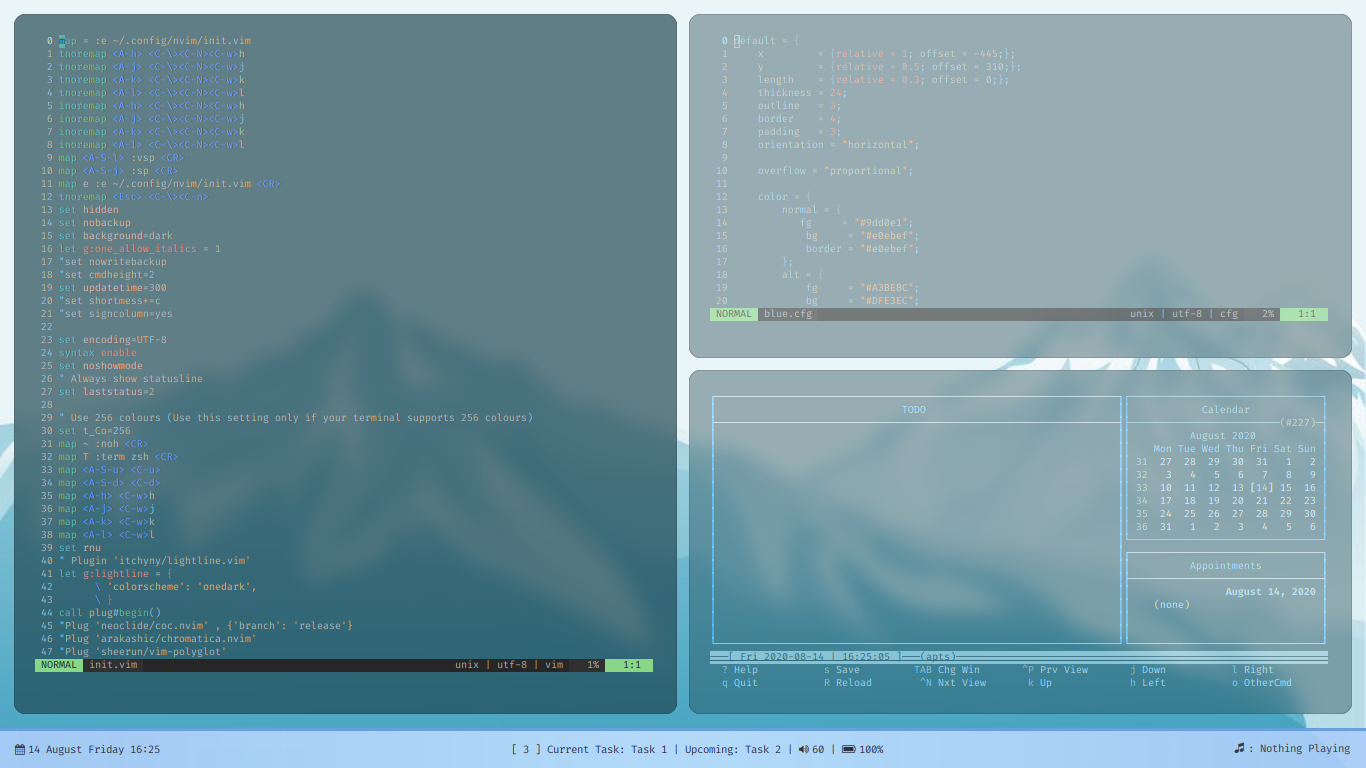 0 map = :e ~/.config/nvim/init.vim
1 tnoremap <A-h> <C-\><C-N><C-w>h
2 tnoremap <A-j> <C-\><C-N><C-w>j
3 tnoremap <A-k> <C-\><C-N><C-w>k
4 tnoremap <A-l> <C-\><C-N><C-w>l
5 inoremap <A-h> <C-\><C-N><C-w>h
6 inoremap <A-j> <C-\><C-N><C-w>j
7 inoremap <A-k> <C-\><C-N><C-w>k
8 inoremap <A-l> <C-\><C-N><C-w>l
9 map <A-S-l> :vsp <CR>
10 map <A-S-j> :sp <CR>
11 map e :e ~/.config/nvim/init.vim <CR>
12 tnoremap <Esc> <C-\><C-n>
13 set hidden
14 set nobackup
15 set background=dark
16 let g:one_allow_italics = 1
17 "set nowritebackup
18 "set cmdheight=2
19 set updatetime=300
20 "set shortmess+=c
21 "set signcolumn=yes
22
23 set encoding=UTF-8
24 syntax enable
25 set noshowmode
26 " Always show statusline
27 set laststatus=2
28
29 " Use 256 colours (Use this setting only if your terminal supports 256 colours)
30 set t_Co=256
31 map ~ :noh <CR>
32 map T :term zsh <CR>
33 map <A-S-u> <C-u>
34 map <A-S-d> <C-d>
35 map <A-h> <C-w>h
36 map <A-j> <C-w>j
37 map <A-k> <C-w>k
38 map <A-l> <C-w>l
39 set rnu
40 " Plugin 'itchyny/lightline.vim'
41 let g:lightline = {
42 \ 'colorscheme': 'onedark',
43 \ }
44 call plug#begin()
45 "Plug 'neoclide/coc.nvim' , {'branch': 'release'}
46 "Plug 'arakashic/chromatica.nvim'
47 "Plug 'sheerun/vim-polyglot'
NORMAL init.vim unix | utf-8 | vim 1% 1:1
0 default = {
1 x = {relative = 1; offset = -445;};
2 y = {relative = 0.5; offset = 310;};
3 length = {relative = 0.3; offset = 0;};
4 thickness = 24;
5 outline = 3;
6 border = 4;
7 padding = 3;
8 orientation = "horizontal";
9
10 overflow = "proportional";
11
12 color = {
13 normal = {
14 fg = "#9dd0e1";
15 bg = "#e0ebef";
16 border = "#e0ebef";
17 };
18 alt = {
19 fg = "#A3BE8C";
20 bg = "#DFE3EC";
NORMAL blue.cfg unix | utf-8 | cfg 2% 1:1
TODO
Calendar
(#227)
August 2020
Mon Tue Wed Thu Fri Sat Sun
31 27 28 29 30 31 1 2
32 3 4 5 6 7 8 9
33 10 11 12 13 [14] 15 16
34 17 18 19 20 21 22 23
35 24 25 26 27 28 29 30
36 31 1 2 3 4 5 6
Appointments
August 14, 2020
(none)
[ Fri 2020-08-14 | 16:25:05 ] (apts)
? Help s Save TAB Chg Win ^P Prv View j Down l Right
q Quit R Reload ^N Nxt View k Up h Left o OtherCmd
14 August Friday 16:25 [ 3 ] Current Task: Task 1 | Upcoming: Task 2 | 60 | 100% : Nothing Playing